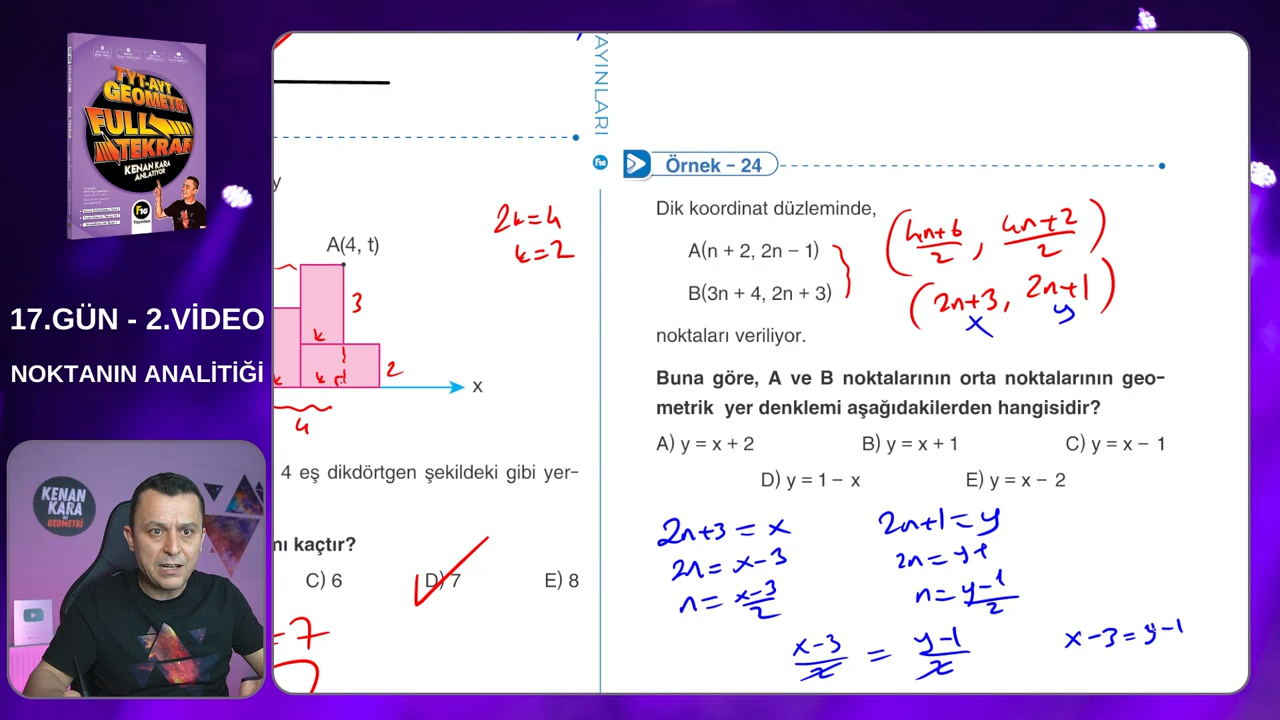 TYT-AYT
GEOMETRİ
FULL
TEKRAR
KENAN KARA
ANLATIYOR
F10
17.GÜN - 2.VİDEO
NOKTANIN ANALİTİĞİ
KENAN
KARA
GEOMETRİ
y
A(4, t)
2k=4
k=2
3
k
k
k
2
x
4
4 eş dikdörtgen şekildeki gibi yer-
nı kaçtır?
C) 6
D) 7
E) 8
=7
AYINLARI
F10
Örnek - 24
Dik koordinat düzleminde,
A(n + 2, 2n - 1)
B(3n + 4, 2n + 3)
(4n+6/2, 4n+2/2)
(2n+3, 2n+1)
x y
noktaları veriliyor.
Buna göre, A ve B noktalarının orta noktalarının geo-
metrik yer denklemi aşağıdakilerden hangisidir?
A) y = x + 2 B) y = x + 1 C) y = x - 1
D) y = 1 - x E) y = x - 2
2n+3 = x 2n+1=y
2n = x-3
n = x-3/2 n= y-1/2
x-3/2 = y-1/2 x-3=y-1